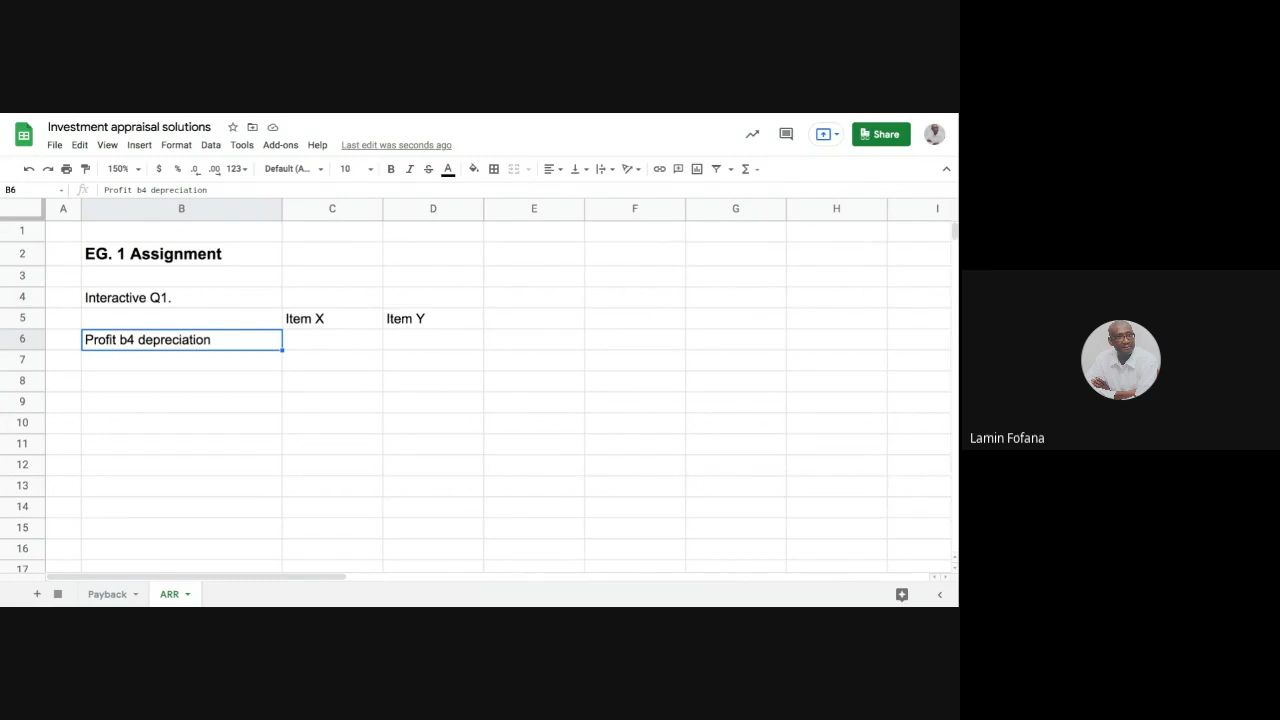 Investment appraisal solutions
File Edit View Insert Format Data Tools Add-ons Help Last edit was seconds ago
Share
150% $ % .0 .00 123 Default (A... 10 B I S A Σ
B6 fx Profit b4 depreciation
A B C D E F G H I
1
2 EG. 1 Assignment
3
4 Interactive Q1.
5 Item X Item Y
6 Profit b4 depreciation
7
8
9
10
11
12
13
14
15
16
17
+ Payback ARR
Lamin Fofana